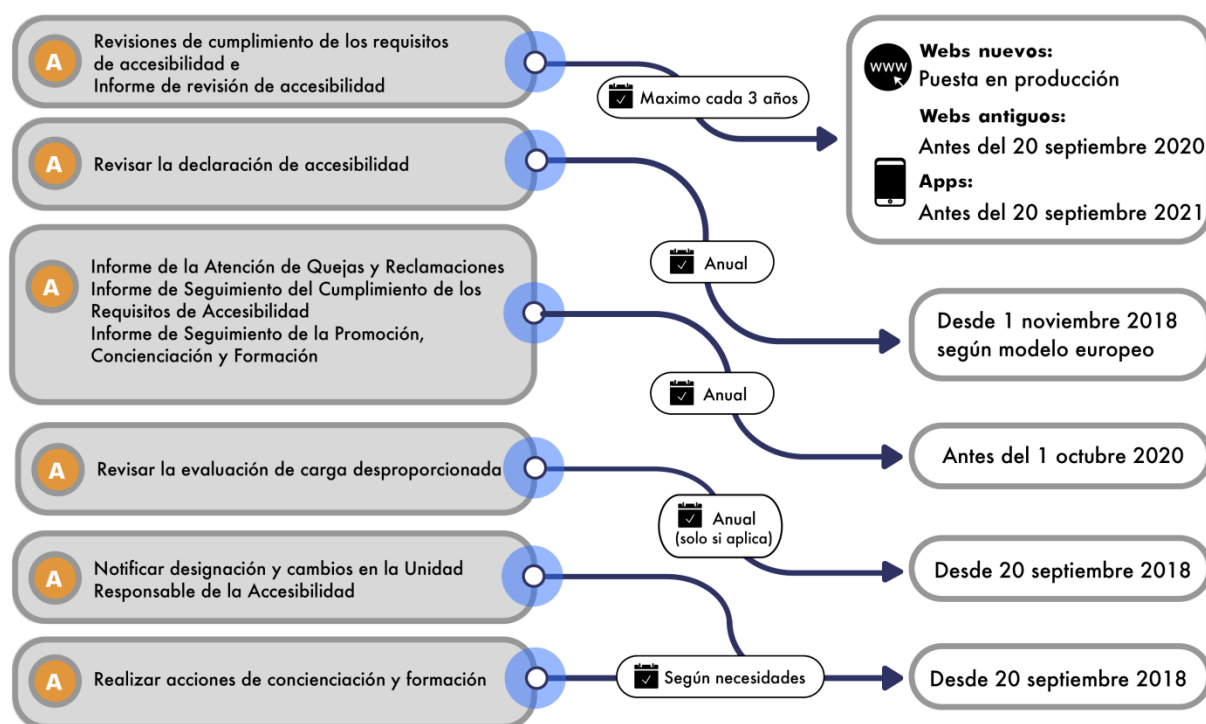 A
Revisiones de cumplimiento de los requisitos
de accesibilidad e
Informe de revisión de accesibilidad
Maximo cada 3 años
www
Webs nuevos:
Puesta en producción
Webs antiguos:
Antes del 20 septiembre 2020
Apps:
Antes del 20 septiembre 2021
A
Revisar la declaración de accesibilidad
Anual
Desde 1 noviembre 2018
según modelo europeo
A
Informe de la Atención de Quejas y Reclamaciones
Informe de Seguimiento del Cumplimiento de los
Requisitos de Accesibilidad
Informe de Seguimiento de la Promoción,
Concienciación y Formación
Anual
Antes del 1 octubre 2020
A
Revisar la evaluación de carga desproporcionada
Anual
(solo si aplica)
Desde 20 septiembre 2018
A
Notificar designación y cambios en la Unidad
Responsable de la Accesibilidad
A
Realizar acciones de concienciación y formación
Según necesidades
Desde 20 septiembre 2018